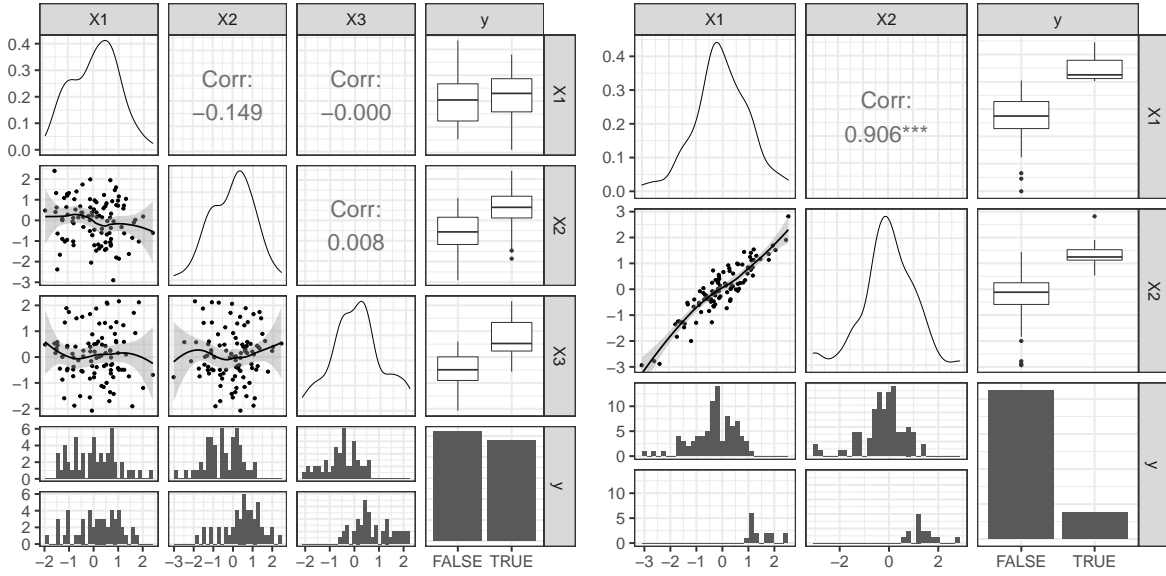 X1 X2 X3 y
0.4
0.3
0.2
0.1
0.0
Corr:
−0.149
Corr:
−0.000
X1
2
1
0
−1
−2
−3
Corr:
0.008
X2
2
1
0
−1
−2
X3
6
4
2
0
6
4
2
0
y
−2 −1 0 1 2
−3 −2 −1 0 1 2
−2 −1 0 1 2
FALSE TRUE
X1 X2 y
0.4
0.3
0.2
0.1
0.0
Corr:
0.906***
X1
3
2
1
0
−1
−2
−3
X2
10
5
0
10
5
0
y
−3 −2 −1 0 1 2
−2 0 2
FALSE TRUE